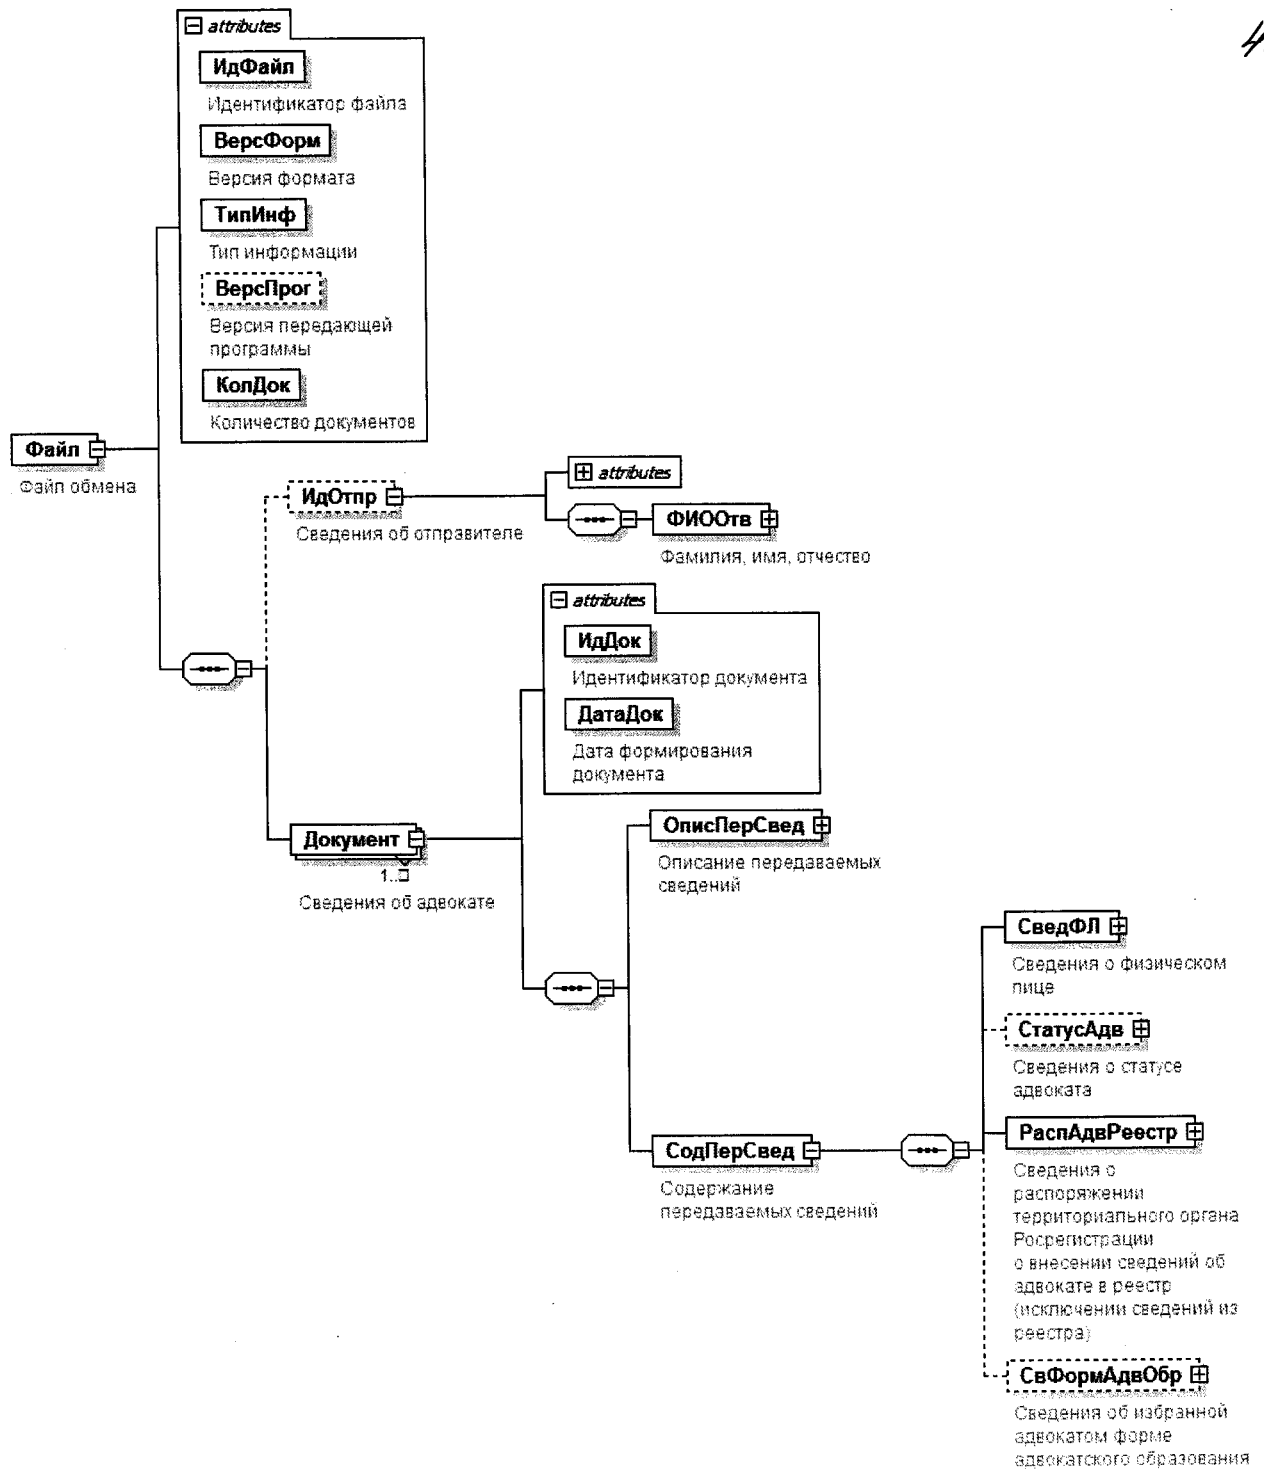 attributes
ИдФайл
Идентификатор файла
ВерсФорм
Версия формата
ТипИнф
Тип информации
ВерсПрог
Версия передающей
программы
КолДок
Количество документов
Файл
Файл обмена
ИдОтпр
Сведения об отправителе
attributes
ФИООтв
Фамилия, имя, отчество
attributes
ИдДок
Идентификатор документа
ДатаДок
Дата формирования
документа
Документ
1..□
Сведения об адвокате
ОписПерСвед
Описание передаваемых
сведений
СодПерСвед
Содержание
передаваемых сведений
СведФЛ
Сведения о физическом
лице
СтатусАдв
Сведения о статусе
адвоката
РаспАдвРеестр
Сведения о
распоряжении
территориального органа
Росрегистрации
о внесении сведений об
адвокате в реестр
(исключении сведений из
реестра)
СвФормАдвОбр
Сведения об избранной
адвокатом форме
адвокатского образования